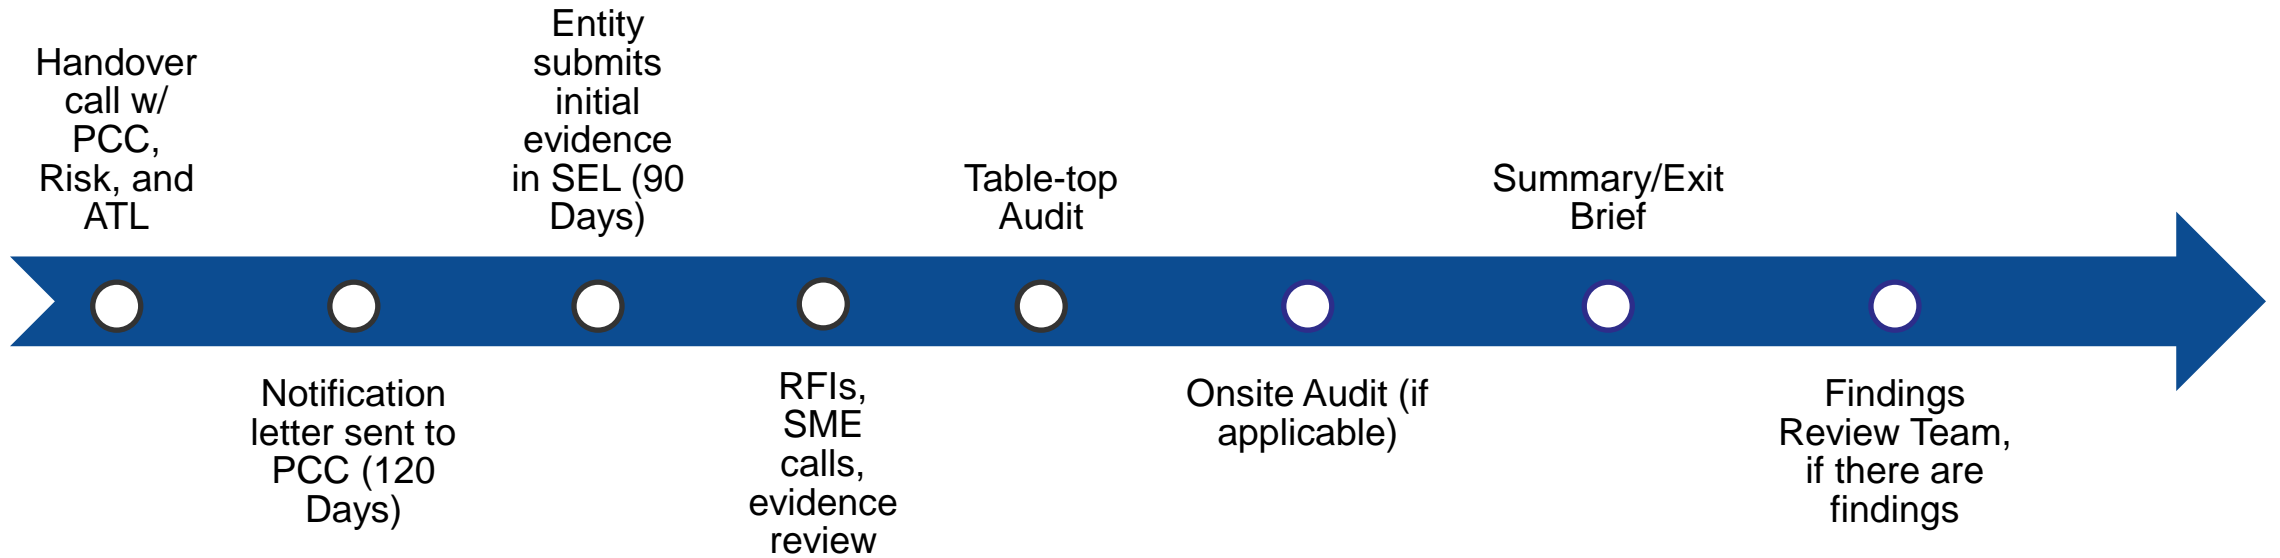 Handover
call w/
PCC,
Risk, and
ATL
Notification
letter sent to
PCC (120
Days)
Entity
submits
initial
evidence
in SEL (90
Days)
RFIs,
SME
calls,
evidence
review
Table-top
Audit
Onsite Audit (if
applicable)
Summary/Exit
Brief
Findings
Review Team,
if there are
findings